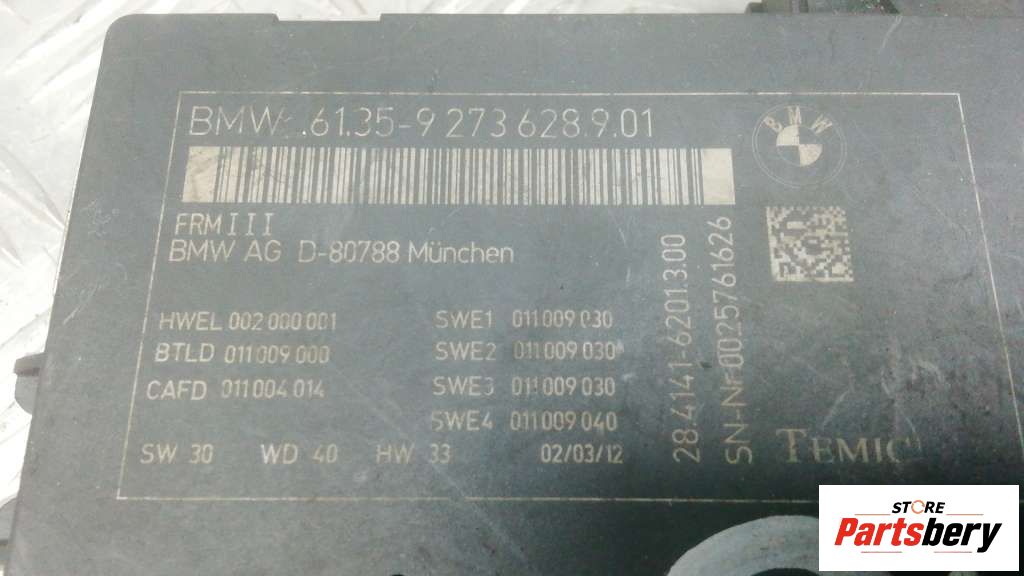 BMW .61.35-9 273 628 9.01
BMW
FRMIII
BMW AG D-80788 München
HWEL 002 000 001
BTLD 011 009 000
CAFD 011 004 014
SWE1 011 009 030
SWE2 011 009 030
SWE3 011 009 030
SWE4 011 009 040
SW 30 WD 40 HW 33 02/03/12
28.4141-6201.3.00
SN-Nr 0025761626
TEMIC
STORE
Partsbery